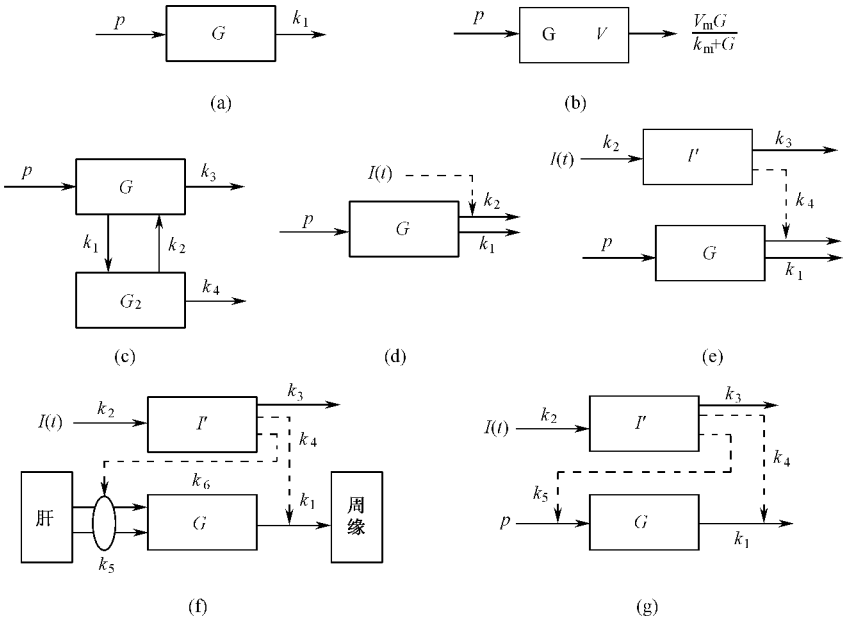 p G k₁
(a)
p G V VₘG/(kₘ+G)
(b)
p G k₃
k₁ k₂
G₂ k₄
(c)
I(t)
k₂
p G k₁
(d)
I(t) k₂ I′ k₃
k₄
p G k₁
(e)
I(t) k₂ I′ k₃
k₄
k₆
肝 G k₁ 周缘
k₅
(f)
I(t) k₂ I′ k₃
k₄
k₅
p G k₁
(g)